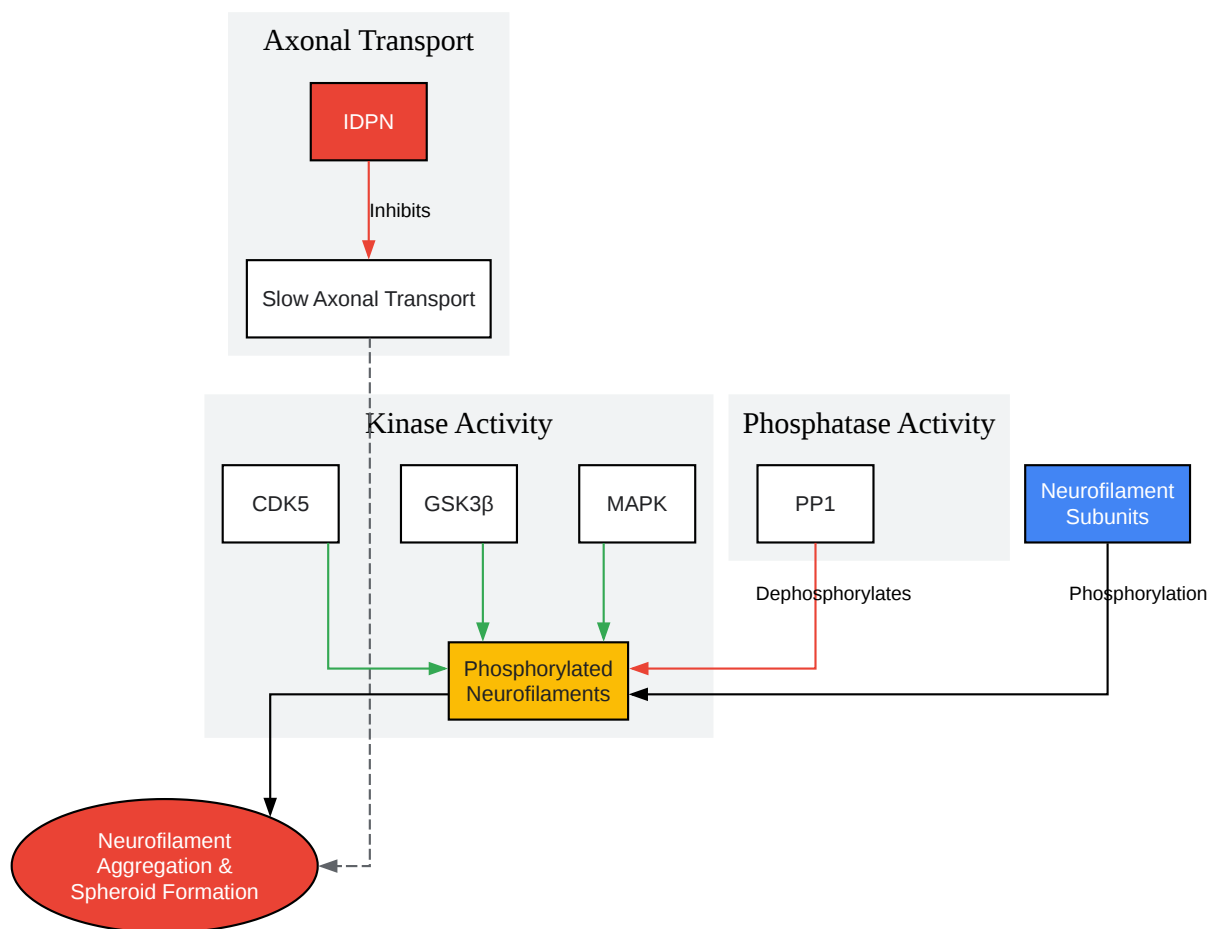 Axonal Transport
IDPN
Inhibits
Slow Axonal Transport
Kinase Activity
Phosphatase Activity
CDK5
GSK3β
MAPK
PP1
Neurofilament
Subunits
Dephosphorylates
Phosphorylation
Phosphorylated
Neurofilaments
Neurofilament
Aggregation &
Spheroid Formation